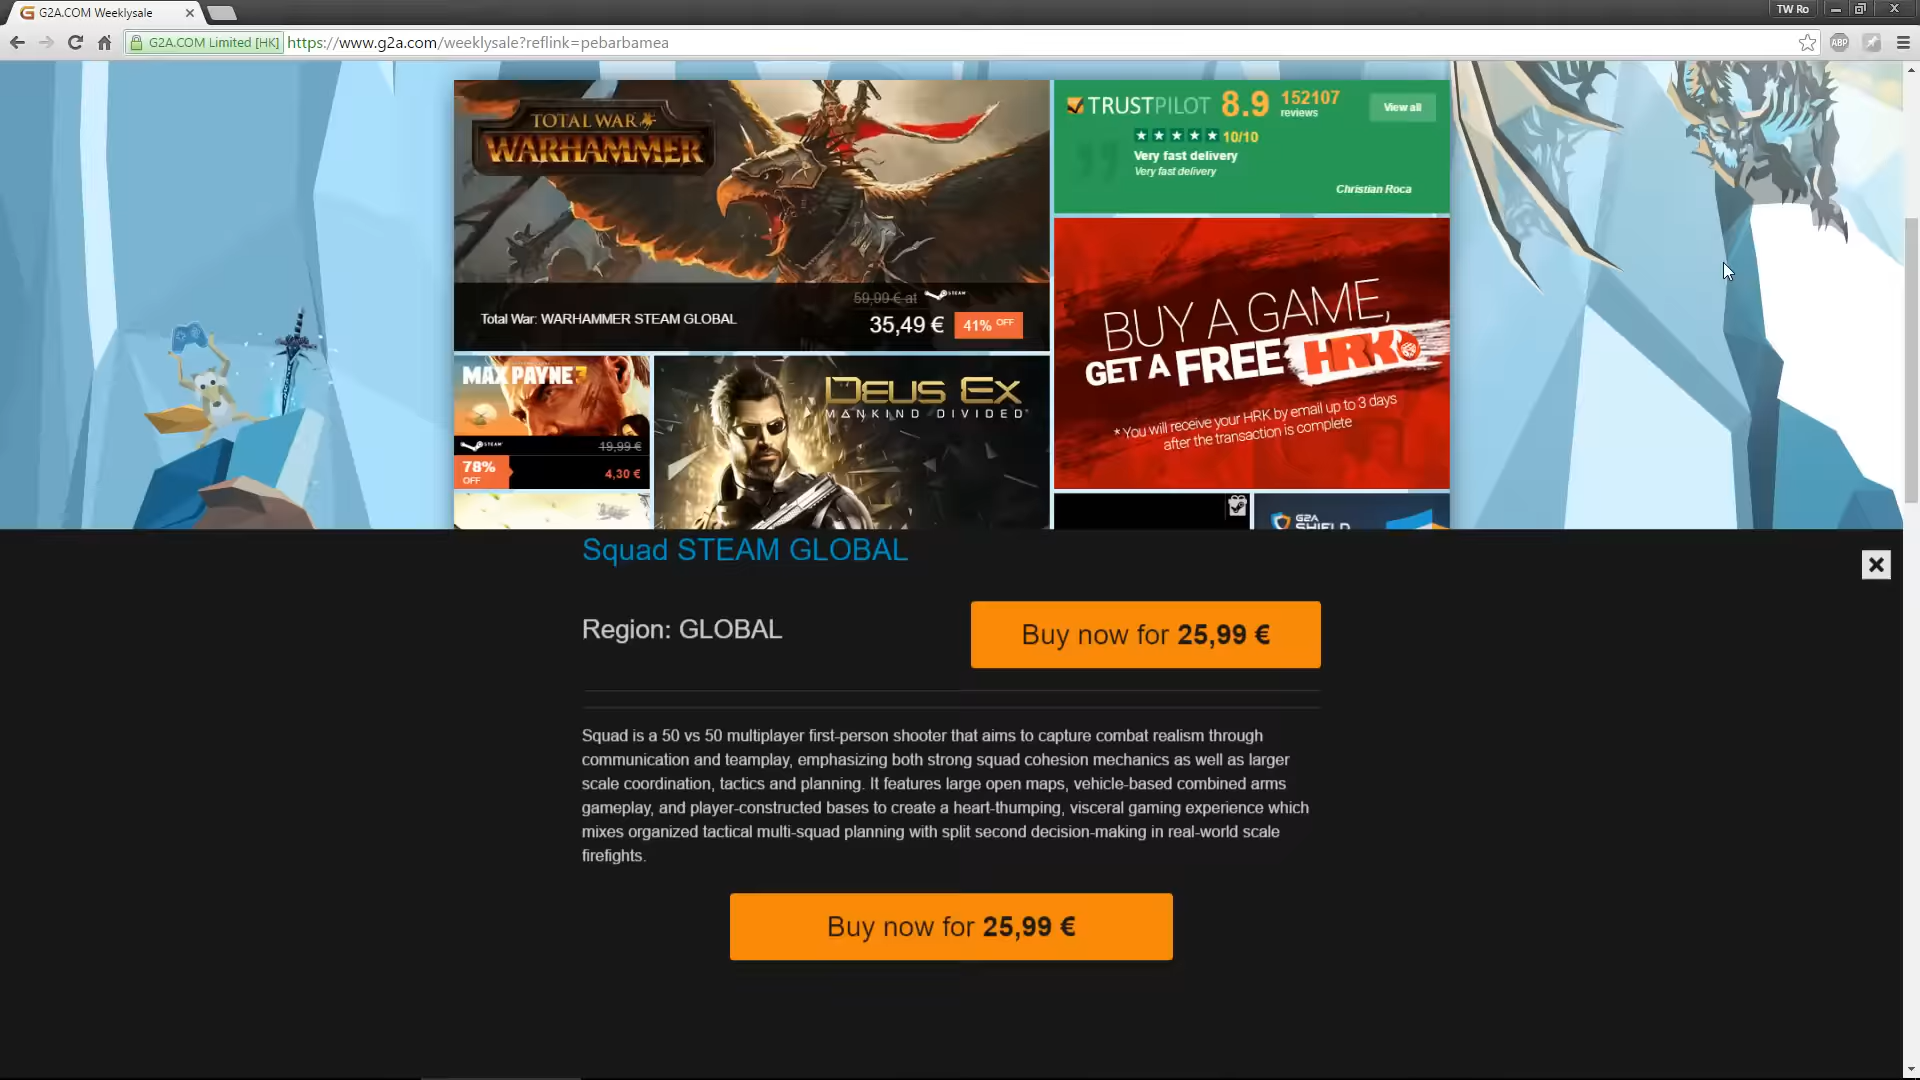 G2A.COM Weeklysale
TW Ro
G2A.COM Limited [HK]
https://www.g2a.com/weeklysale?reflink=pebarbamea
ABP
TOTAL WAR
WARHAMMER
59,99 € at
STEAM
Total War: WARHAMMER STEAM GLOBAL
35,49 €
41% OFF
TRUSTPILOT
8.9
152107
reviews
View all
10/10
Very fast delivery
Very fast delivery
Christian Roca
BUY A GAME,
GET A FREE HRK
* You will receive your HRK by email up to 3 days
after the transaction is complete
MAX PAYNE 3
STEAM
19,99 €
78%
OFF
4,30 €
DEUS EX
MANKIND DIVIDED
G2A
SHIELD
Squad STEAM GLOBAL
Region: GLOBAL
Buy now for 25,99 €
Squad is a 50 vs 50 multiplayer first-person shooter that aims to capture combat realism through
communication and teamplay, emphasizing both strong squad cohesion mechanics as well as larger
scale coordination, tactics and planning. It features large open maps, vehicle-based combined arms
gameplay, and player-constructed bases to create a heart-thumping, visceral gaming experience which
mixes organized tactical multi-squad planning with split second decision-making in real-world scale
firefights.
Buy now for 25,99 €